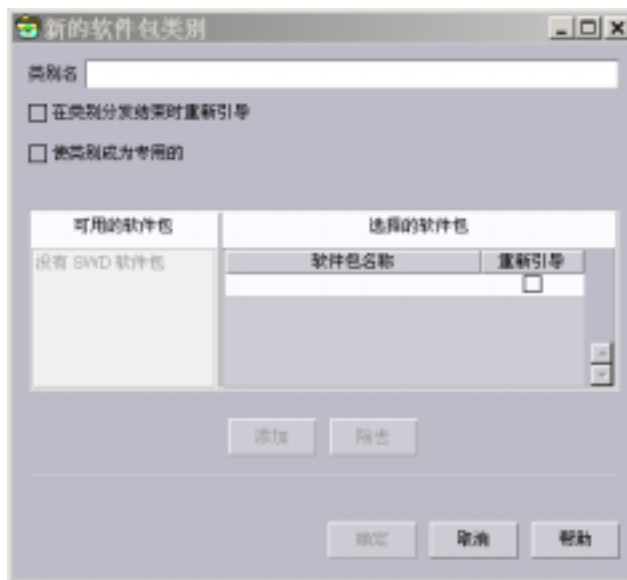 新的软件包类别
类别名
在类别分发结束时重新引导
使类别成为专用的
可用的软件包 选择的软件包
没有 SWD 软件包 软件包名称 重新引导
添加 除去
确定 取消 帮助